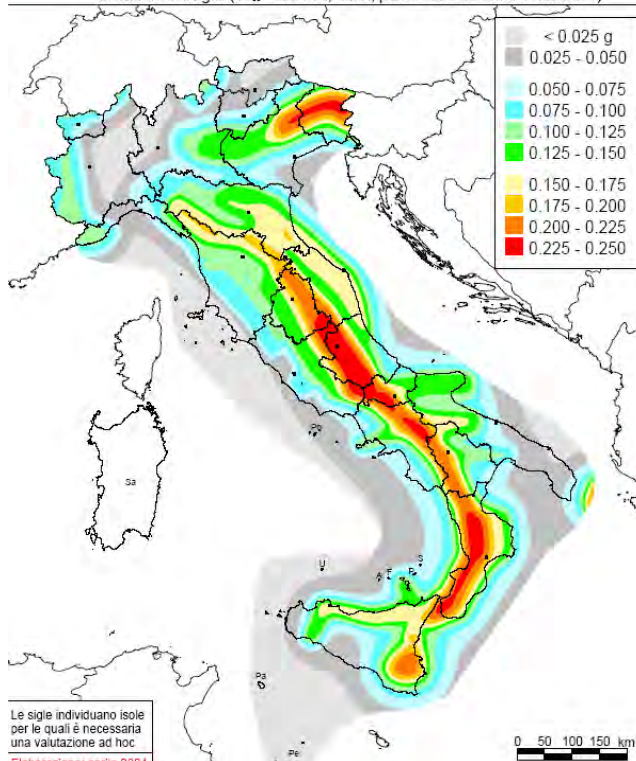 < 0.025 g
0.025 - 0.050
0.050 - 0.075
0.075 - 0.100
0.100 - 0.125
0.125 - 0.150
0.150 - 0.175
0.175 - 0.200
0.200 - 0.225
0.225 - 0.250
Sa
Po
U
S
A
F
P
Pa
Pe
Le sigle individuano isole
per le quali è necessaria
una valutazione ad hoc
0 50 100 150 km